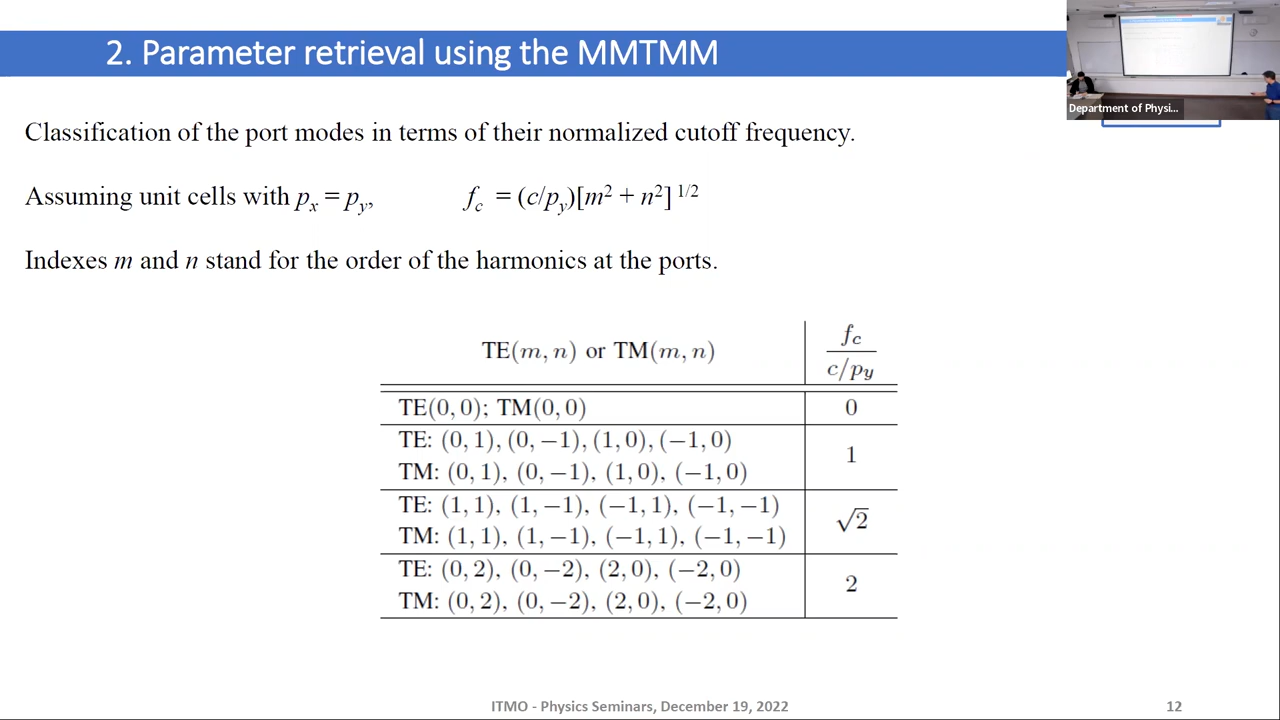 2. Parameter retrieval using the MMTMM
Department of Physi...
Classification of the port modes in terms of their normalized cutoff frequency.
Assuming unit cells with pₓ = p_y, f_c = (c/p_y)[m² + n²] ¹/²
Indexes m and n stand for the order of the harmonics at the ports.
TE(m, n) or TM(m, n) f_c / c/p_y
TE(0, 0); TM(0, 0) 0
TE: (0, 1), (0, −1), (1, 0), (−1, 0)
1
TM: (0, 1), (0, −1), (1, 0), (−1, 0)
TE: (1, 1), (1, −1), (−1, 1), (−1, −1)
√2
TM: (1, 1), (1, −1), (−1, 1), (−1, −1)
TE: (0, 2), (0, −2), (2, 0), (−2, 0)
2
TM: (0, 2), (0, −2), (2, 0), (−2, 0)
ITMO - Physics Seminars, December 19, 2022
12